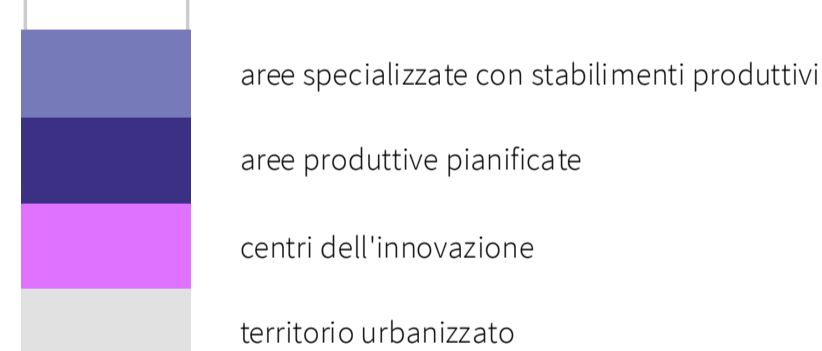 aree specializzate con stabilimenti produttivi
aree produttive pianificate
centri dell'innovazione
territorio urbanizzato